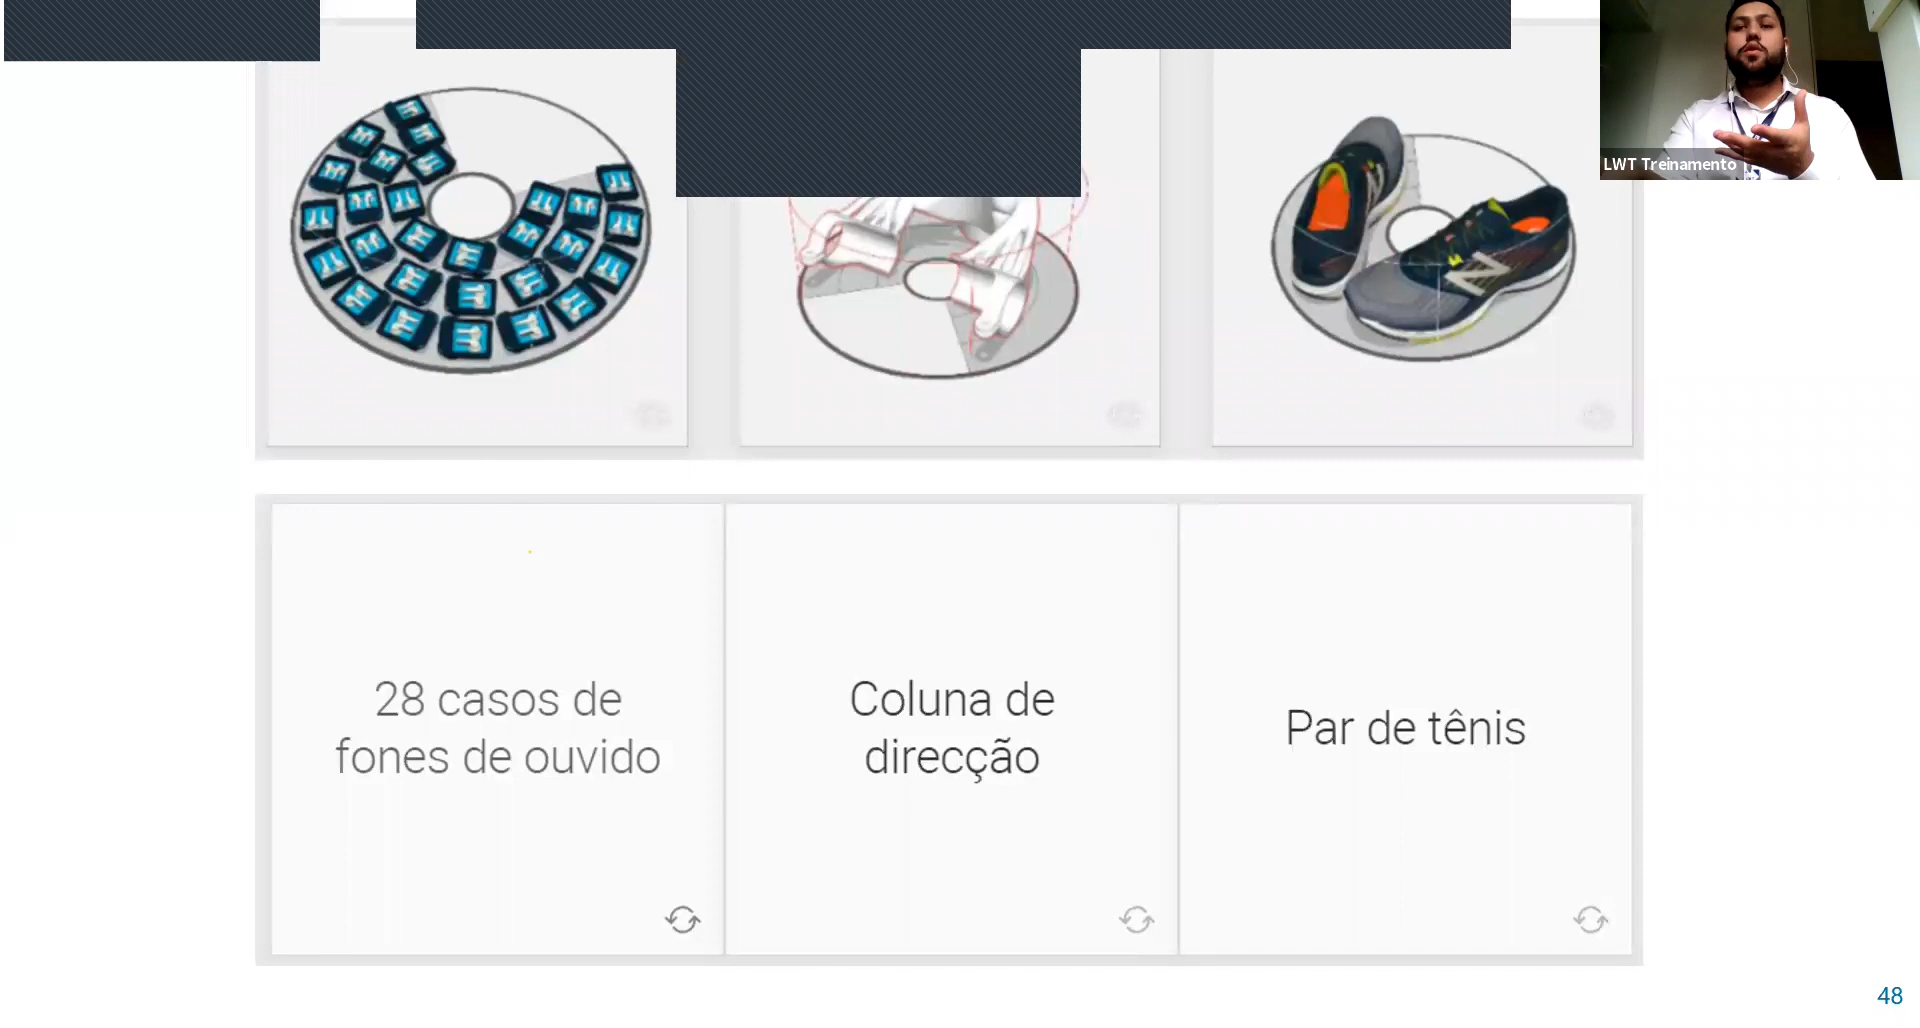 LWT Treinamento
28 casos de
fones de ouvido
Coluna de
direcção
Par de tênis
48